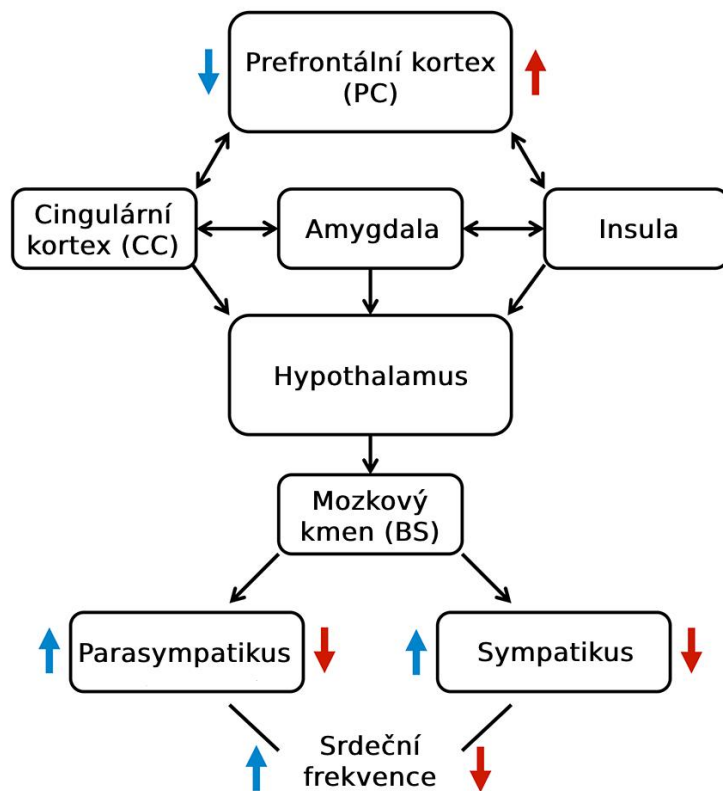 Prefrontální kortex
(PC)
Cingulární
kortex (CC)
Amygdala
Insula
Hypothalamus
Mozkový
kmen (BS)
Parasympatikus
Sympatikus
Srdeční
frekvence